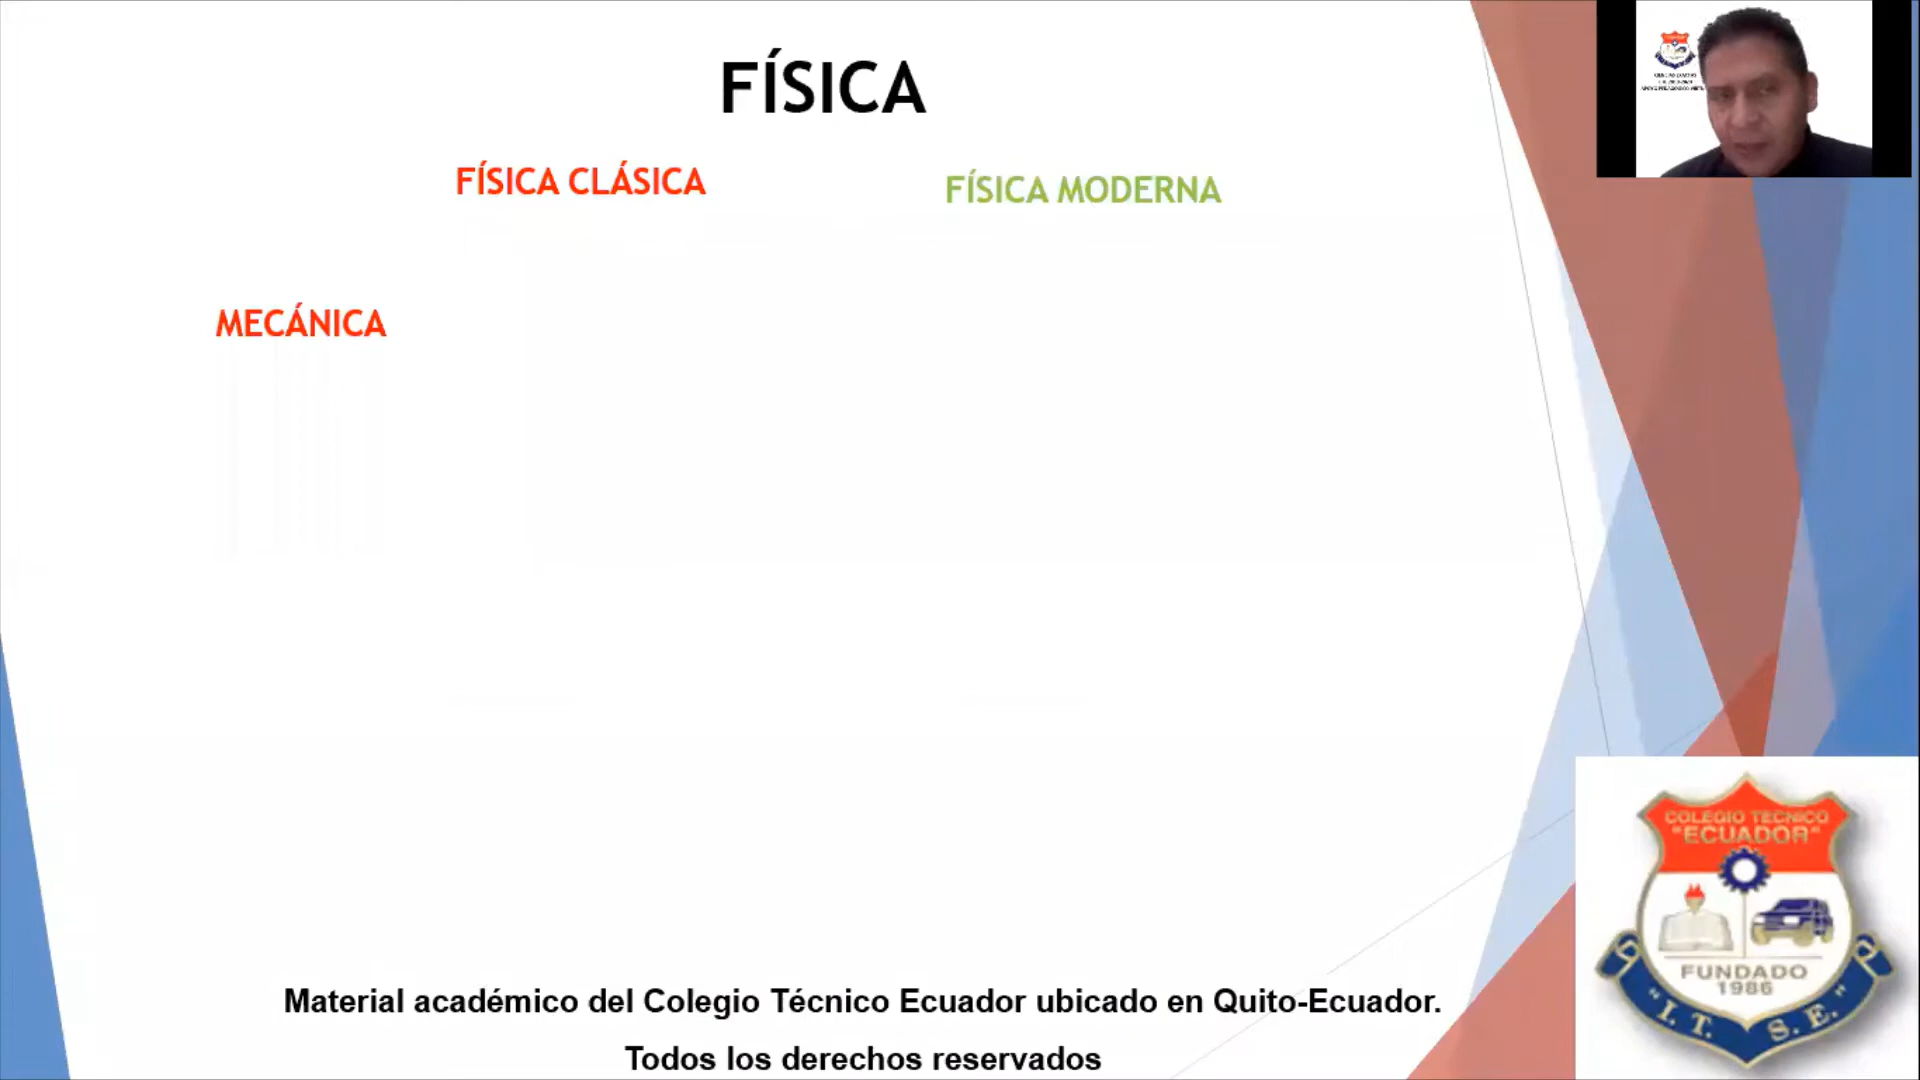 FÍSICA
FÍSICA CLÁSICA
FÍSICA MODERNA
MECÁNICA
Material académico del Colegio Técnico Ecuador ubicado en Quito-Ecuador.
Todos los derechos reservados
COLEGIO TECNICO
"ECUADOR"
FUNDADO
1986
"I.T. S.E."